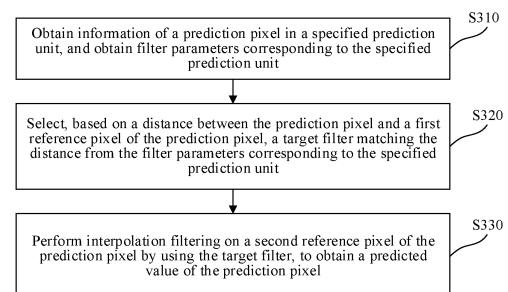 S310
Obtain information of a prediction pixel in a specified prediction
unit, and obtain filter parameters corresponding to the specified
prediction unit
S320
Select, based on a distance between the prediction pixel and a first
reference pixel of the prediction pixel, a target filter matching the
distance from the filter parameters corresponding to the specified
prediction unit
S330
Perform interpolation filtering on a second reference pixel of the
prediction pixel by using the target filter, to obtain a predicted
value of the prediction pixel